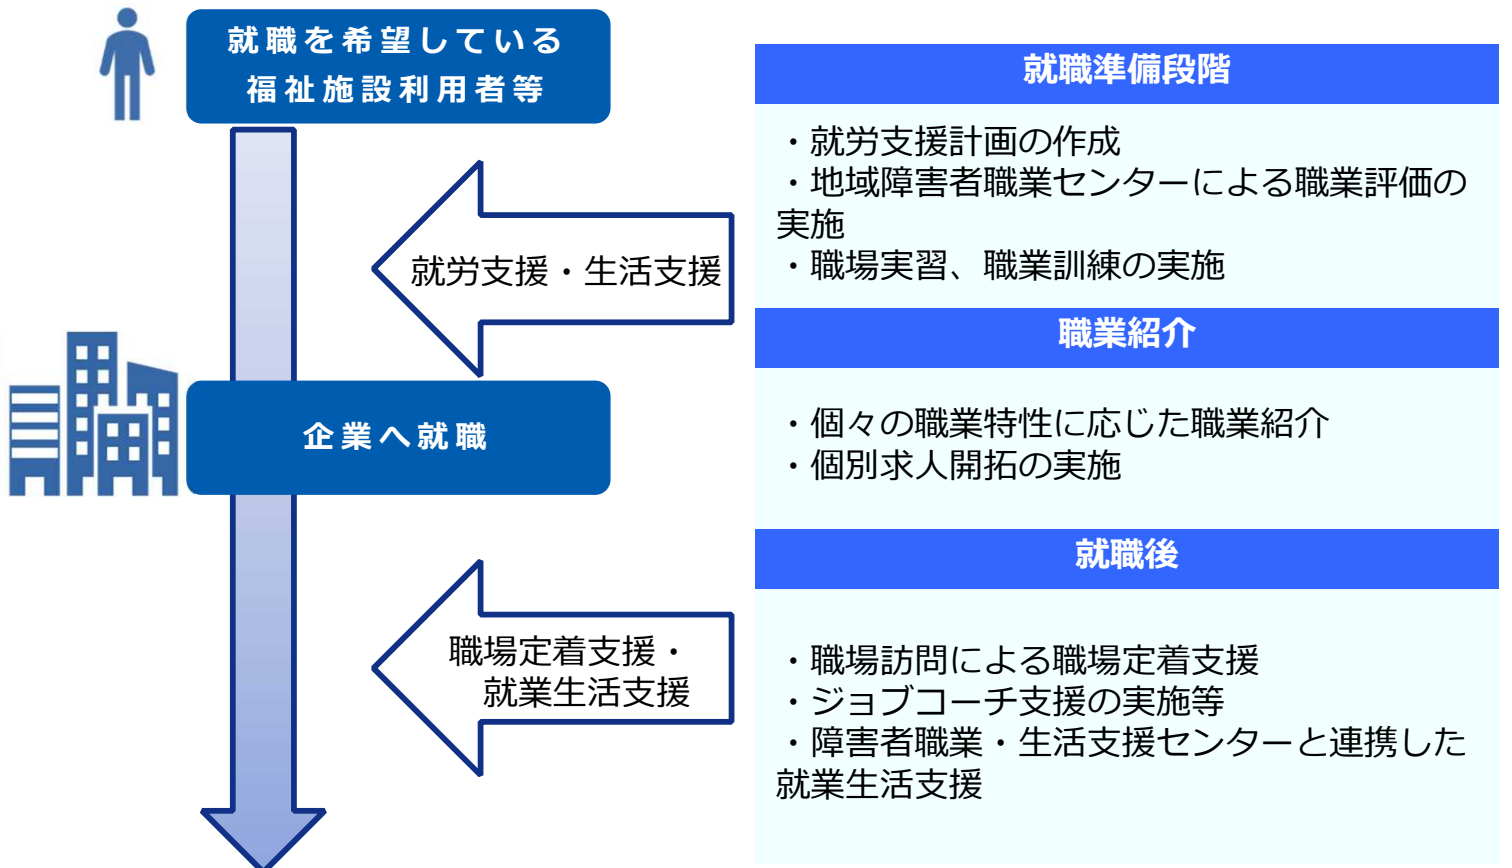 就職を希望している
福祉施設利用者等
就労支援・生活支援
企業へ就職
職場定着支援・
就業生活支援
就職準備段階
・就労支援計画の作成
・地域障害者職業センターによる職業評価の
実施
・職場実習、職業訓練の実施
職業紹介
・個々の職業特性に応じた職業紹介
・個別求人開拓の実施
就職後
・職場訪問による職場定着支援
・ジョブコーチ支援の実施等
・障害者職業・生活支援センターと連携した
就業生活支援